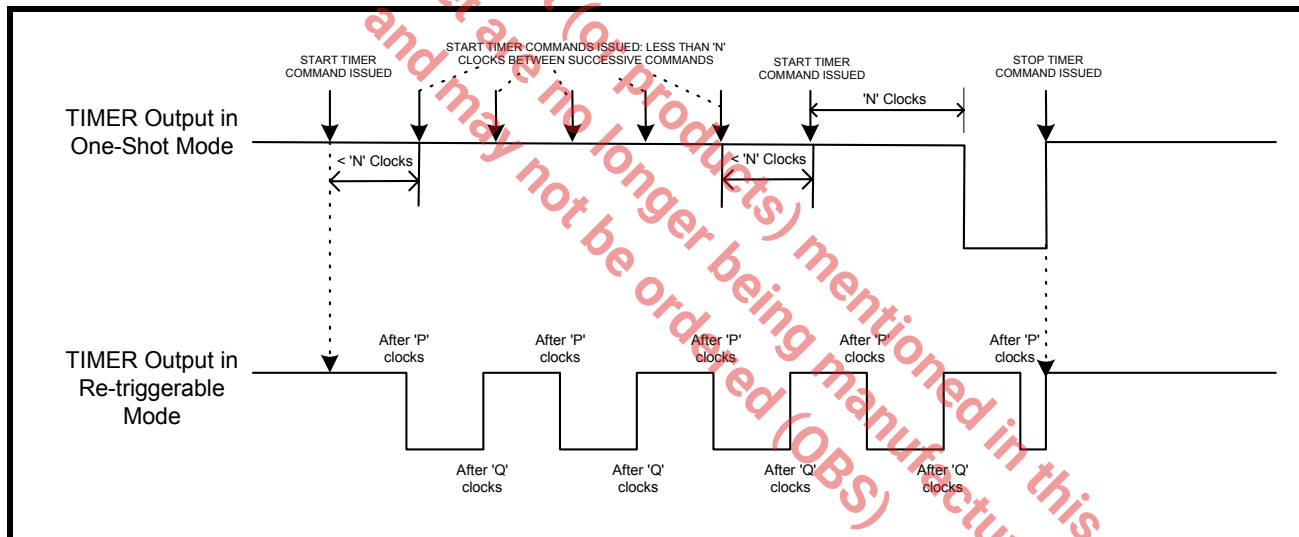 START TIMER
COMMAND ISSUED
START TIMER COMMANDS ISSUED: LESS THAN 'N'
CLOCKS BETWEEN SUCCESSIVE COMMANDS
START TIMER
COMMAND ISSUED
STOP TIMER
COMMAND ISSUED
'N' Clocks
TIMER Output in
One-Shot Mode
< 'N' Clocks
< 'N' Clocks
After 'P'
clocks
After 'P'
clocks
After 'P'
clocks
After 'P'
clocks
After 'P'
clocks
TIMER Output in
Re-triggerable
Mode
After 'Q'
clocks
After 'Q'
clocks
After 'Q'
clocks
After 'Q'
clocks
(or products) mentioned in this
are no longer being
and may not be ordered (OBS)